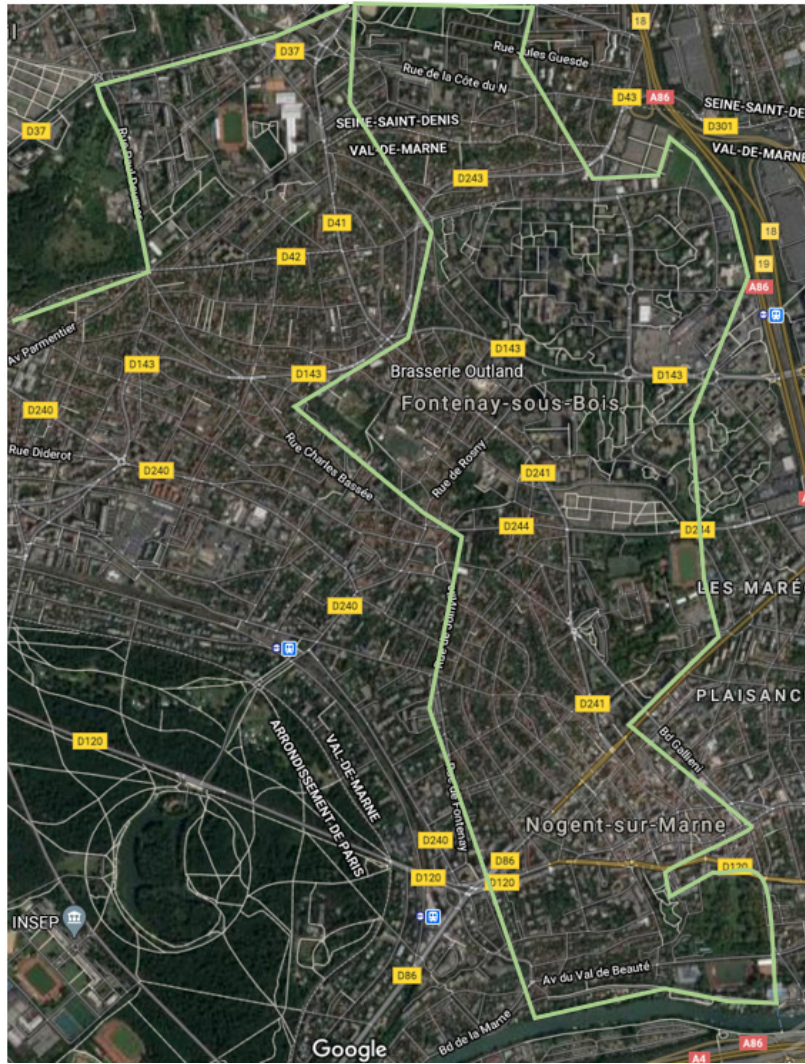 18
D37
Rue Jules Guesde
Rue de la Côte du N
D43
A86
SEINE-SAINT-DE
D37
SEINE-SAINT-DENIS
D301
VAL-DE-MARNE
VAL-DE-MARNE
D243
D41
18
D42
19
A86
Av Parmentier
D143
D143
D143
Brasserie Outland
D143
D240
Fontenay-sous-Bois
Rue Diderot
Rue Charles Bassée
Rue de Rosny
D240
D241
D244
D244
LES MARÉ
D240
PLAISANC
D241
D120
Bd Gallieni
ARRONDISSEMENT DE PARIS
VAL-DE-MARNE
Rue de Fontenay
Nogent-sur-Marne
D240
D86
D120
D120
D120
INSEP
D86
Av du Val de Beauté
Bd de la Marne
Google
A86
A4